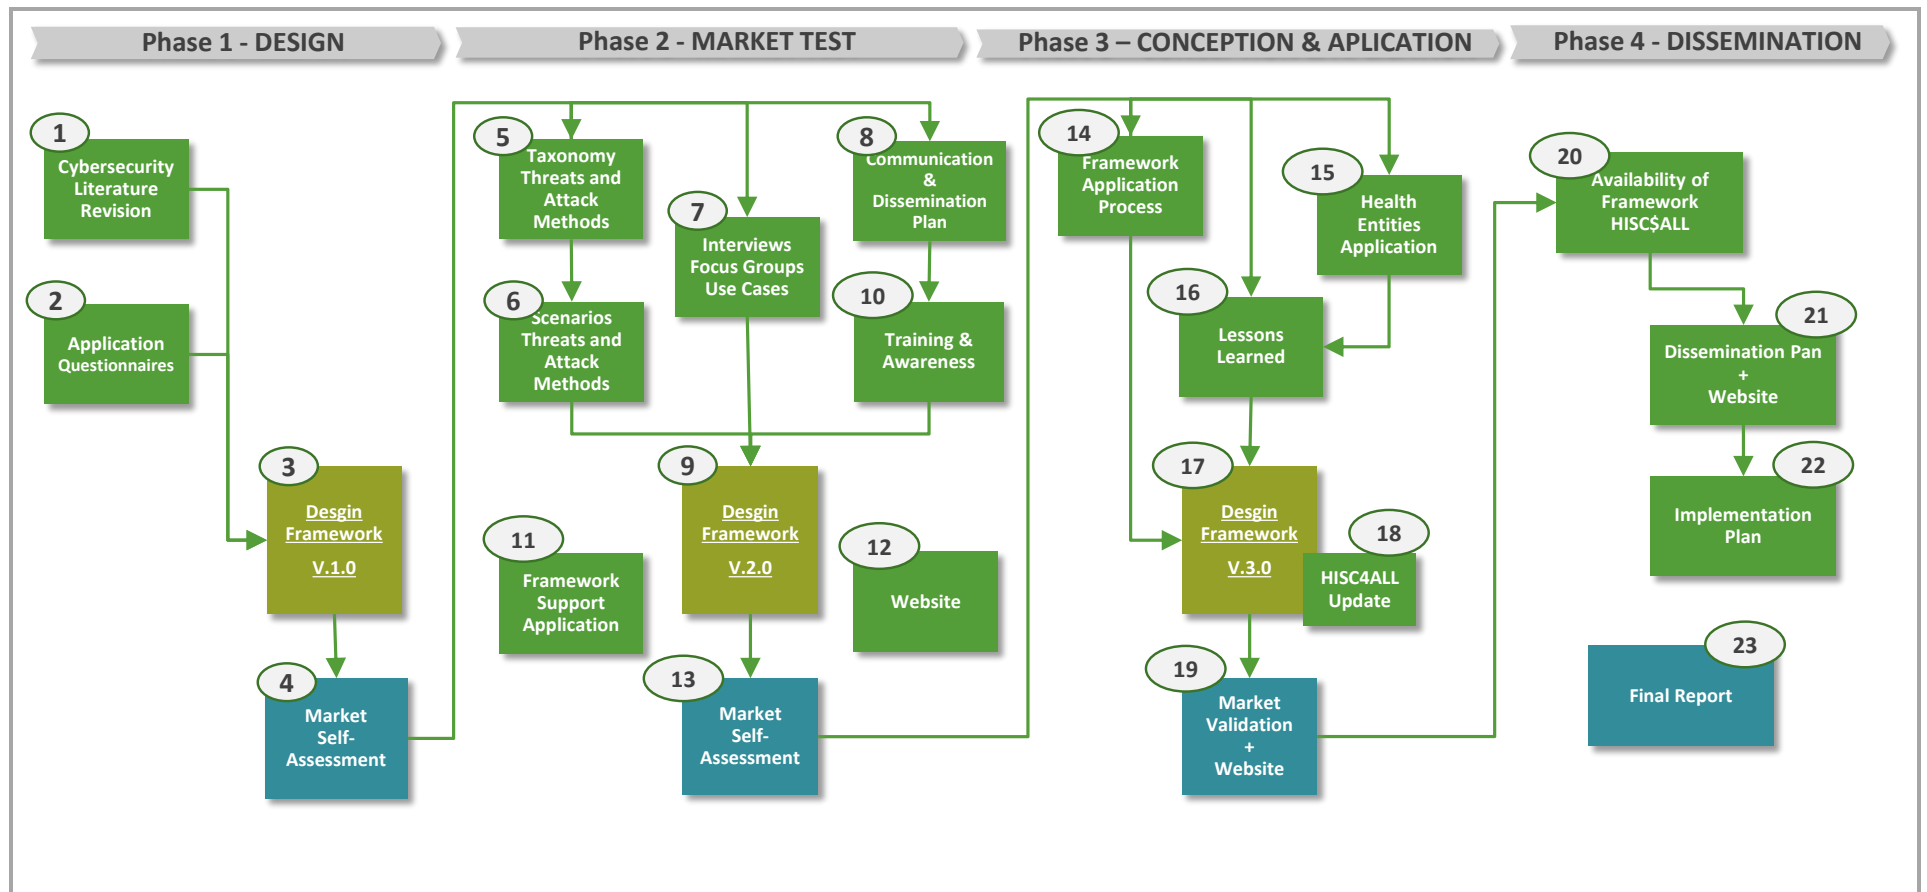 Phase 1 - DESIGN
Phase 2 - MARKET TEST
Phase 3 – CONCEPTION & APLICATION
Phase 4 - DISSEMINATION
1
Cybersecurity
Literature
Revision
2
Application
Questionnaires
3
Desgin
Framework
V.1.0
4
Market
Self-
Assessment
5
Taxonomy
Threats and
Attack
Methods
6
Scenarios
Threats and
Attack
Methods
7
Interviews
Focus Groups
Use Cases
8
Communication
&
Dissemination
Plan
9
Desgin
Framework
V.2.0
10
Training &
Awareness
11
Framework
Support
Application
12
Website
13
Market
Self-
Assessment
14
Framework
Application
Process
15
Health
Entities
Application
16
Lessons
Learned
17
Desgin
Framework
V.3.0
18
HISC4ALL
Update
19
Market
Validation
+
Website
20
Availability of
Framework
HISC$ALL
21
Dissemination Pan
+
Website
22
Implementation
Plan
23
Final Report